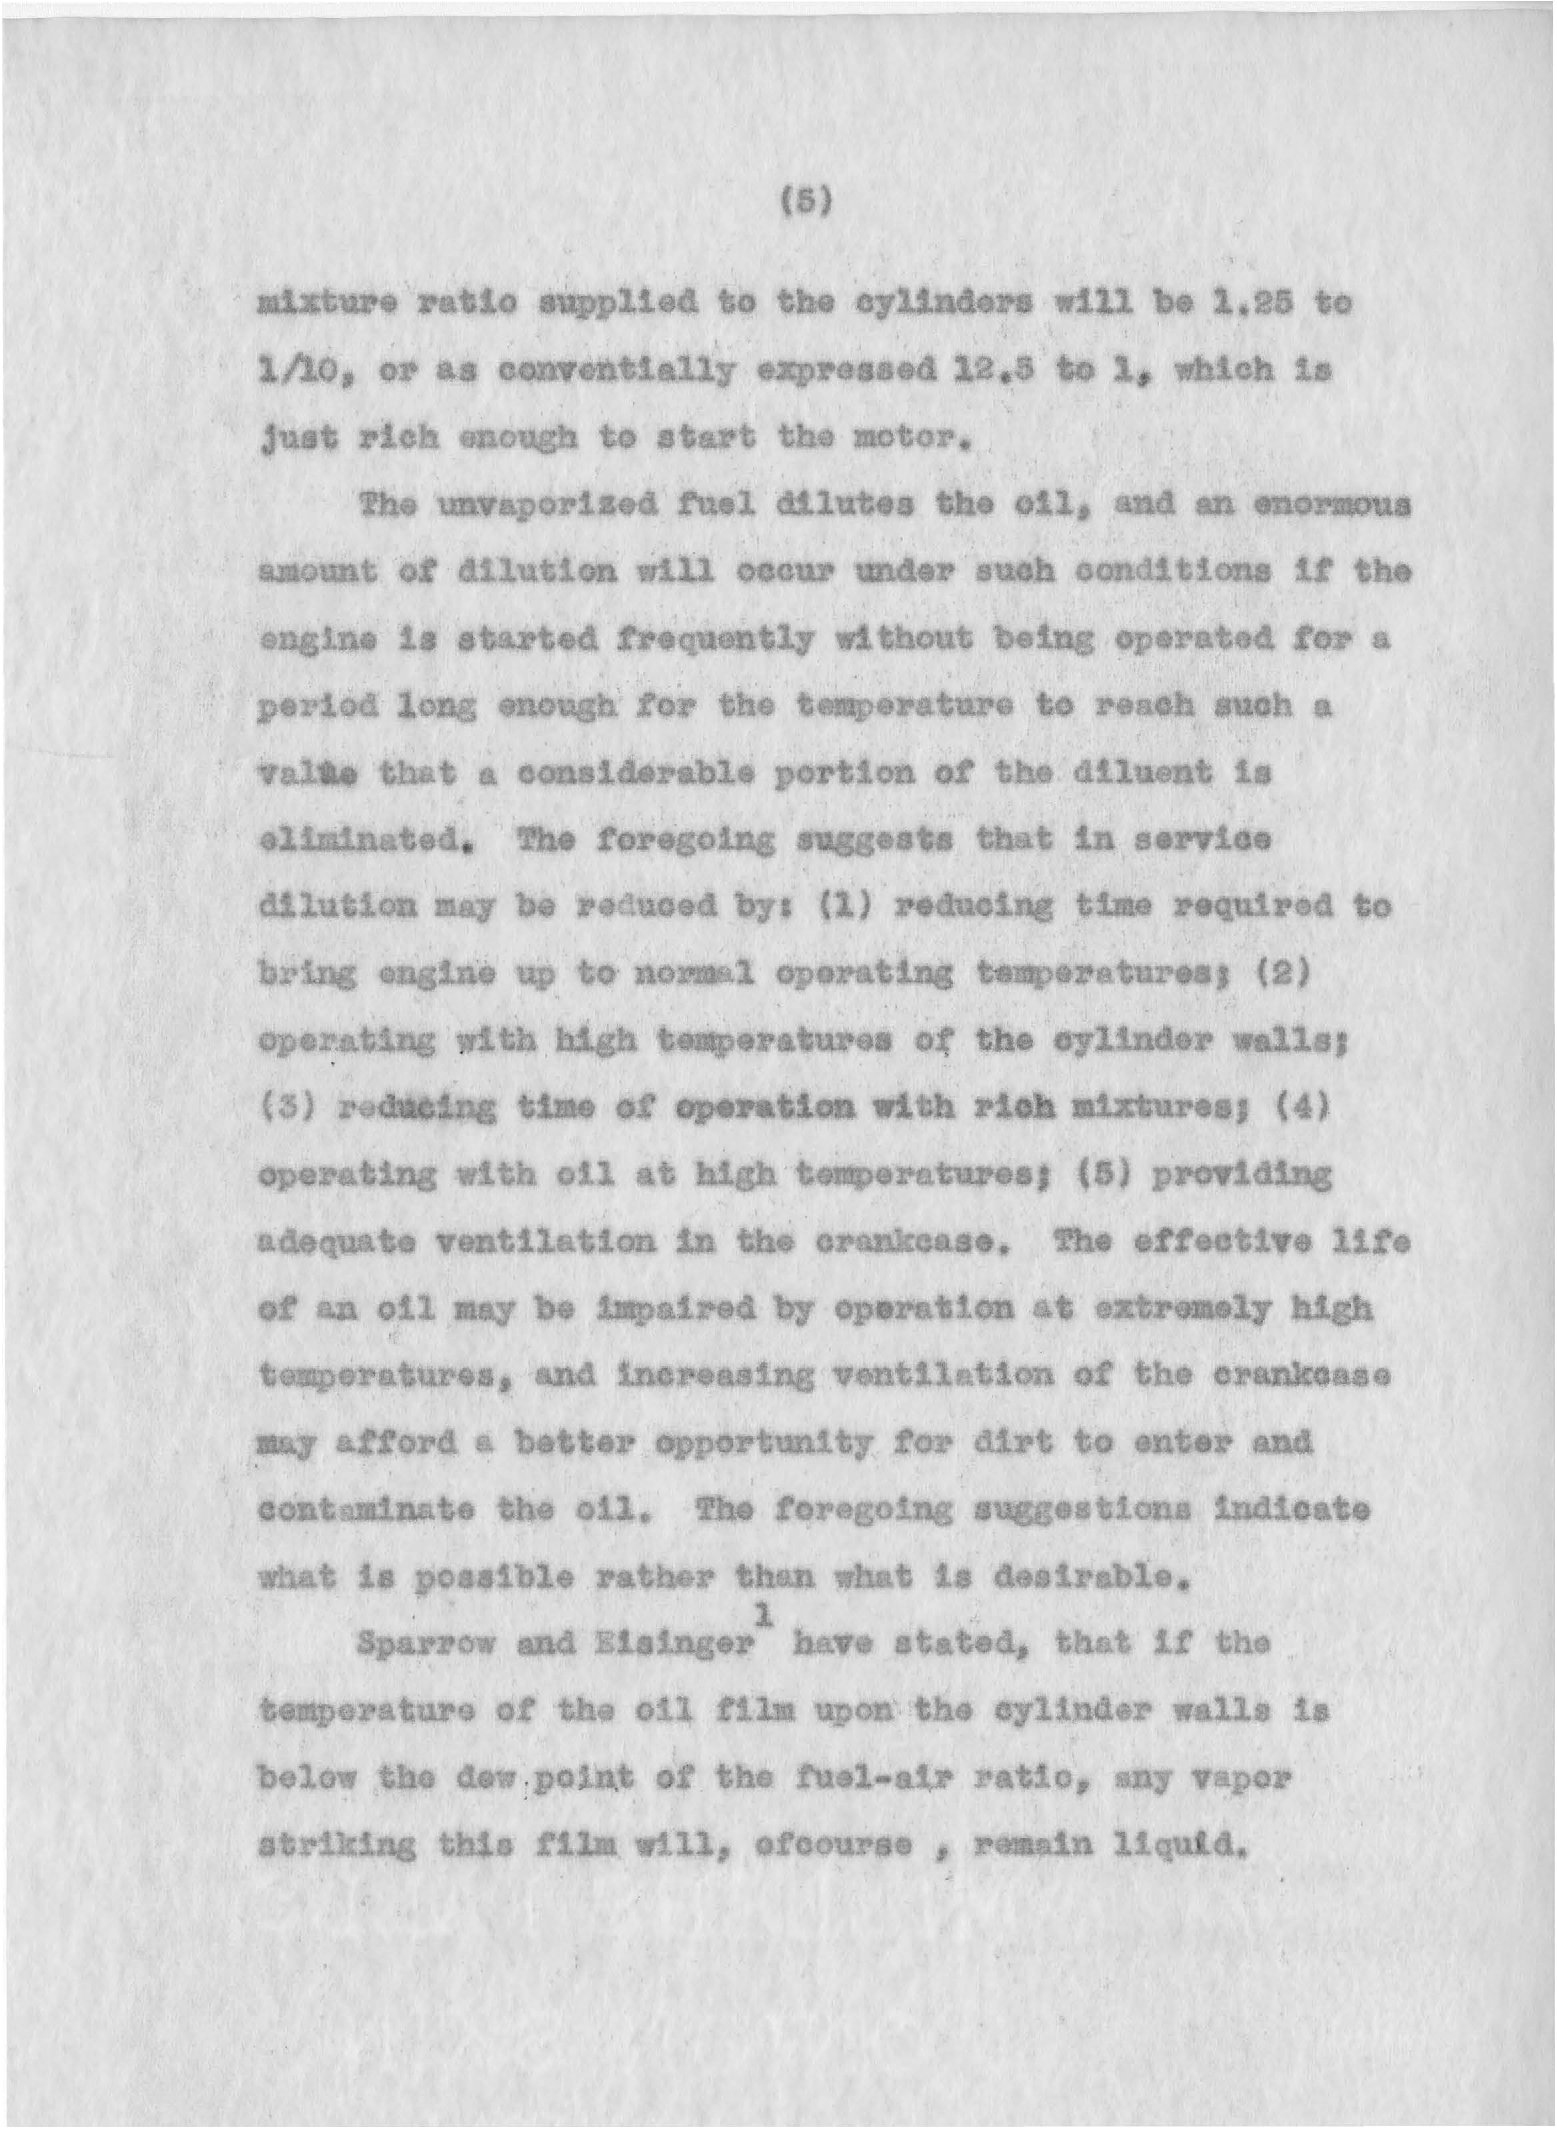 (5)
mixture ratio supplied to the cylinders will be 1.25 to
1/10, or as conventially expressed 12.5 to 1, which is
just rich enough to start the motor.
The unvaporized fuel dilutes the oil, and an enormous
amount of dilution will occur under such conditions if the
engine is started frequently without being operated for a
period long enough for the temperature to reach such a
value that a considerable portion of the diluent is
eliminated. The foregoing suggests that in service
dilution may be reduced by: (1) reducing time required to
bring engine up to normal operating temperatures; (2)
operating with high temperatures of the cylinder walls;
(3) reducing time of operation with rich mixtures; (4)
operating with oil at high temperatures; (5) providing
adequate ventilation in the crankcase. The effective life
of an oil may be impaired by operation at extremely high
temperatures, and increasing ventilation of the crankcase
may afford a better opportunity for dirt to enter and
contaminate the oil. The foregoing suggestions indicate
what is possible rather than what is desirable.
Sparrow and Eisinger1 have stated, that if the
temperature of the oil film upon the cylinder walls is
below the dew point of the fuel-air ratio, any vapor
striking this film will, ofcourse , remain liquid.